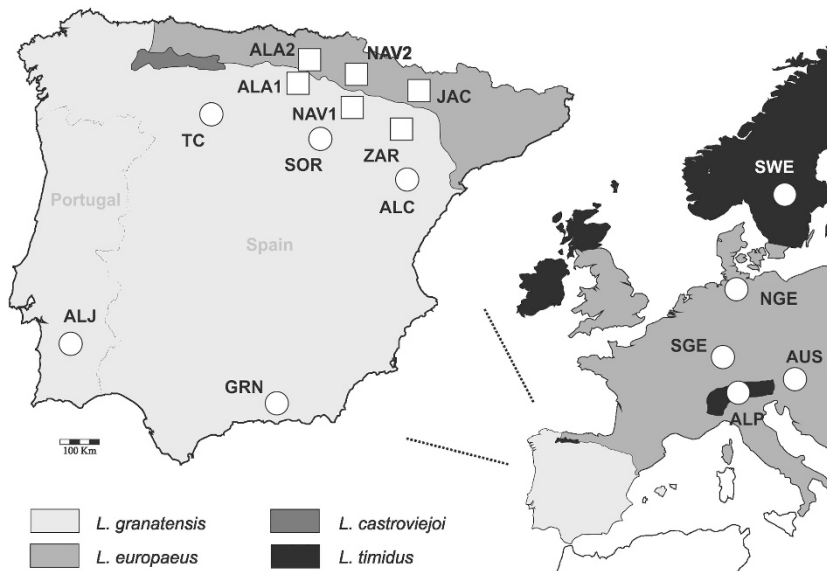 ALA2
NAV2
ALA1
JAC
NAV1
TC
SOR
ZAR
SWE
ALC
Portugal
Spain
NGE
ALJ
SGE
AUS
GRN
ALP
100 Km
L. granatensis
L. castroviejoi
L. europaeus
L. timidus